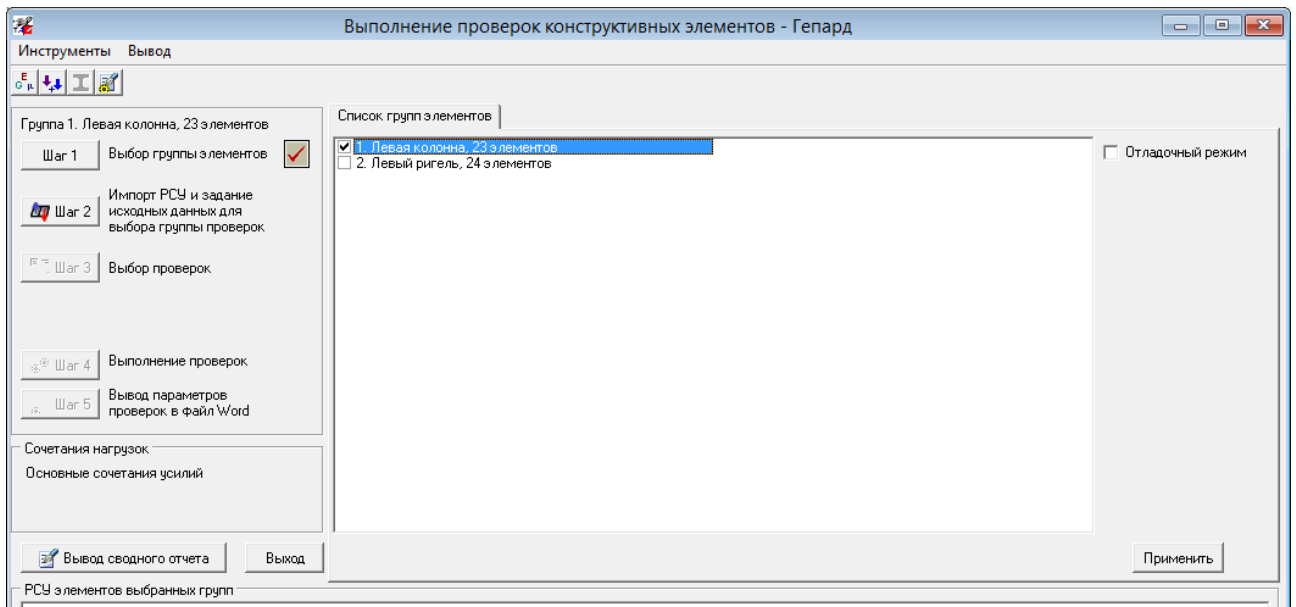 Выполнение проверок конструктивных элементов - Гепард
Инструменты Вывод
E
G μ
Группа 1. Левая колонна, 23 элементов
Шаг 1 Выбор группы элементов
Шаг 2 Импорт РСУ и задание
исходных данных для
выбора группы проверок
Шаг 3 Выбор проверок
Шаг 4 Выполнение проверок
Шаг 5 Вывод параметров
проверок в файл Word
Сочетания нагрузок
Основные сочетания усилий
Вывод сводного отчета Выход
Список групп элементов
1. Левая колонна, 23 элементов
2. Левый ригель, 24 элементов
Отладочный режим
Применить
РСУ элементов выбранных групп